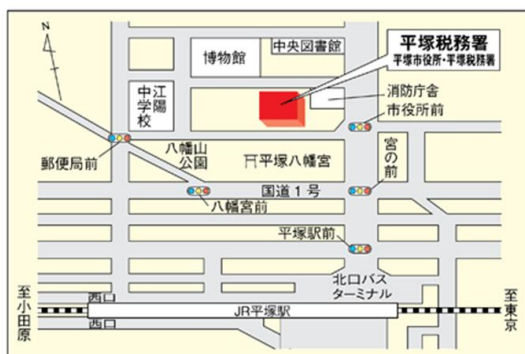 N
博物館
中央図書館
平塚税務署
平塚市役所・平塚税務署
消防庁舎
市役所前
江陽
中学校
八幡山
公園
平塚八幡宮
宮の前
郵便局前
国道1号
八幡宮前
平塚駅前
北口バス
ターミナル
至小田原
西口
JR平塚駅
西口
至東京